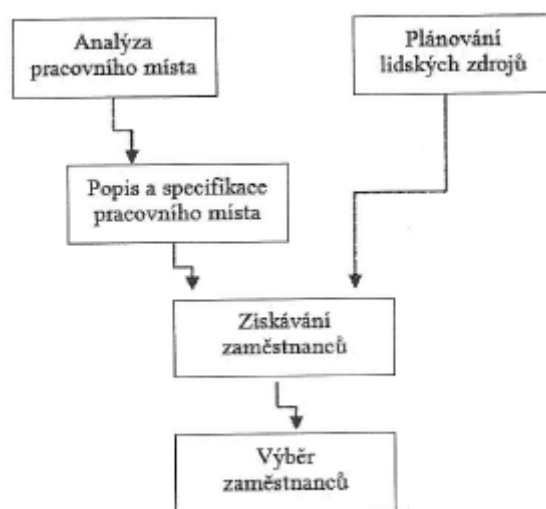 Analýza
pracovního místa
Plánování
lidských zdrojů
Popis a specifikace
pracovního místa
Získávání
zaměstnanců
Výběr
zaměstnanců